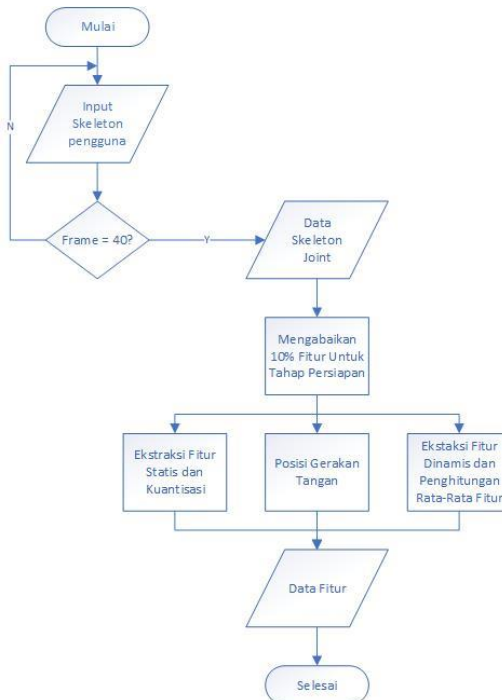 Mulai
N
Input
Skeleton
pengguna
Frame = 40?
Y
Data
Skeleton
Joint
Mengabaikan
10% Fitur Untuk
Tahap Persiapan
Ekstraksi Fitur
Statis dan
Kuantisasi
Posisi Gerakan
Tangan
Ekstaksi Fitur
Dinamis dan
Penghitungan
Rata-Rata Fitur
Data Fitur
Selesai